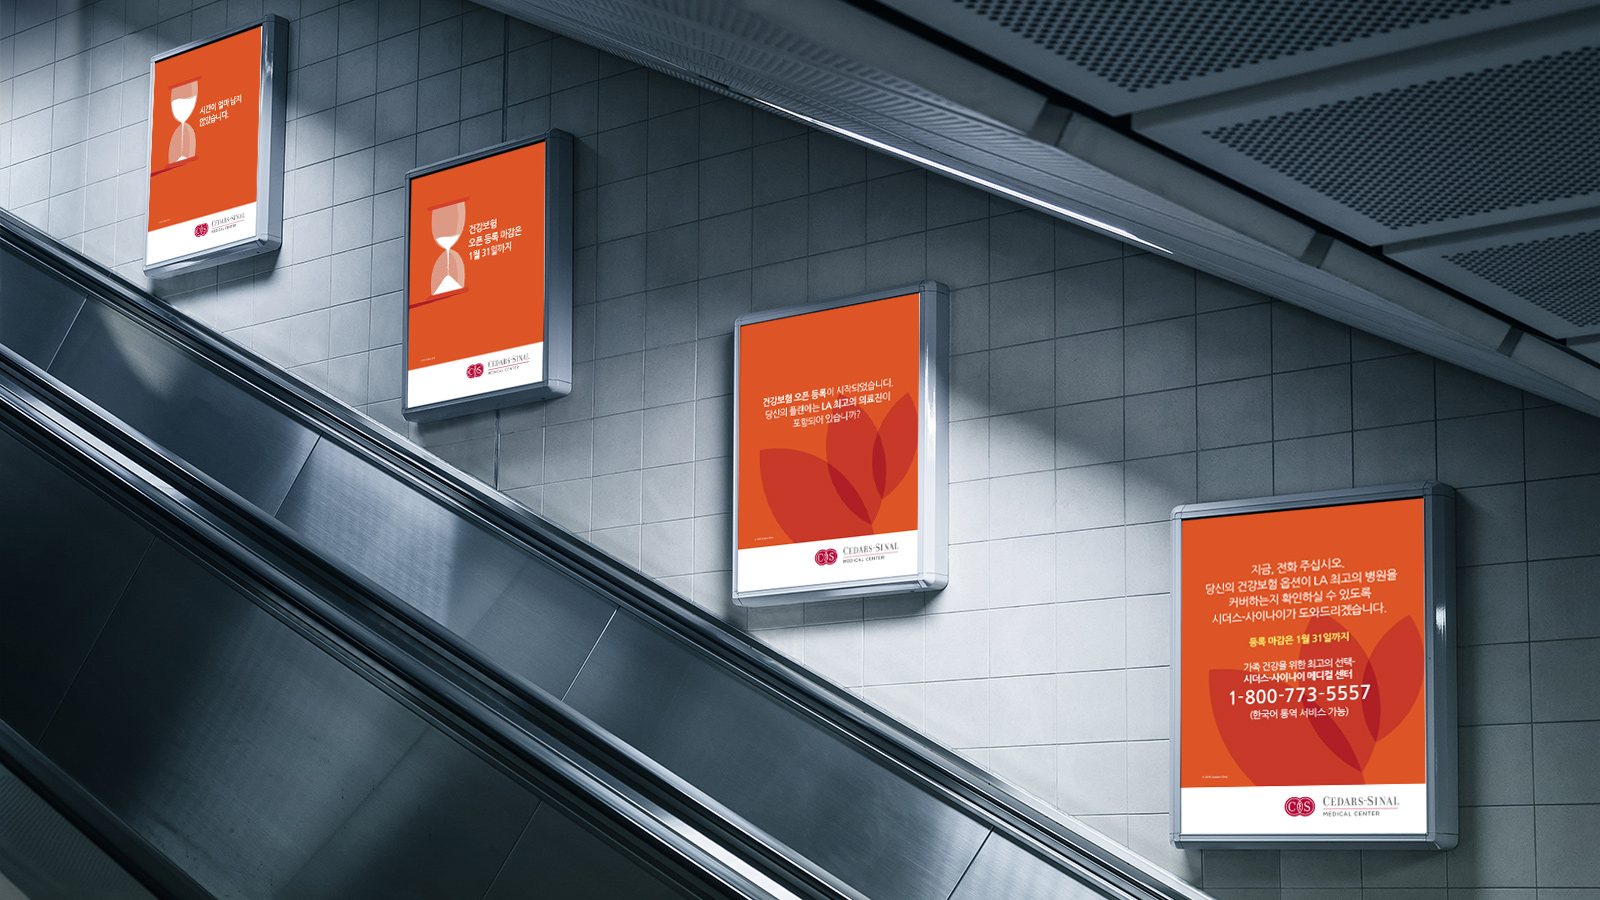 시간이 얼마 남지
않았습니다.
CEDARS-SINAI
MEDICAL CENTER
건강보험
오픈 등록 마감은
1월 31일까지
CEDARS-SINAI
MEDICAL CENTER
건강보험 오픈 등록이 시작되었습니다.
당신의 플랜에는 LA 최고의 의료진이
포함되어 있습니까?
CS CEDARS-SINAI
MEDICAL CENTER
지금, 전화 주십시오.
당신의 건강보험 옵션이 LA 최고의 병원을
커버하는지 확인하실 수 있도록
시더스-사이나이가 도와드리겠습니다.
등록 마감은 1월 31일까지
가족 건강을 위한 최고의 선택-
시더스-사이나이 메디컬 센터
1-800-773-5557
(한국어 통역 서비스 가능)
CS CEDARS-SINAI
MEDICAL CENTER